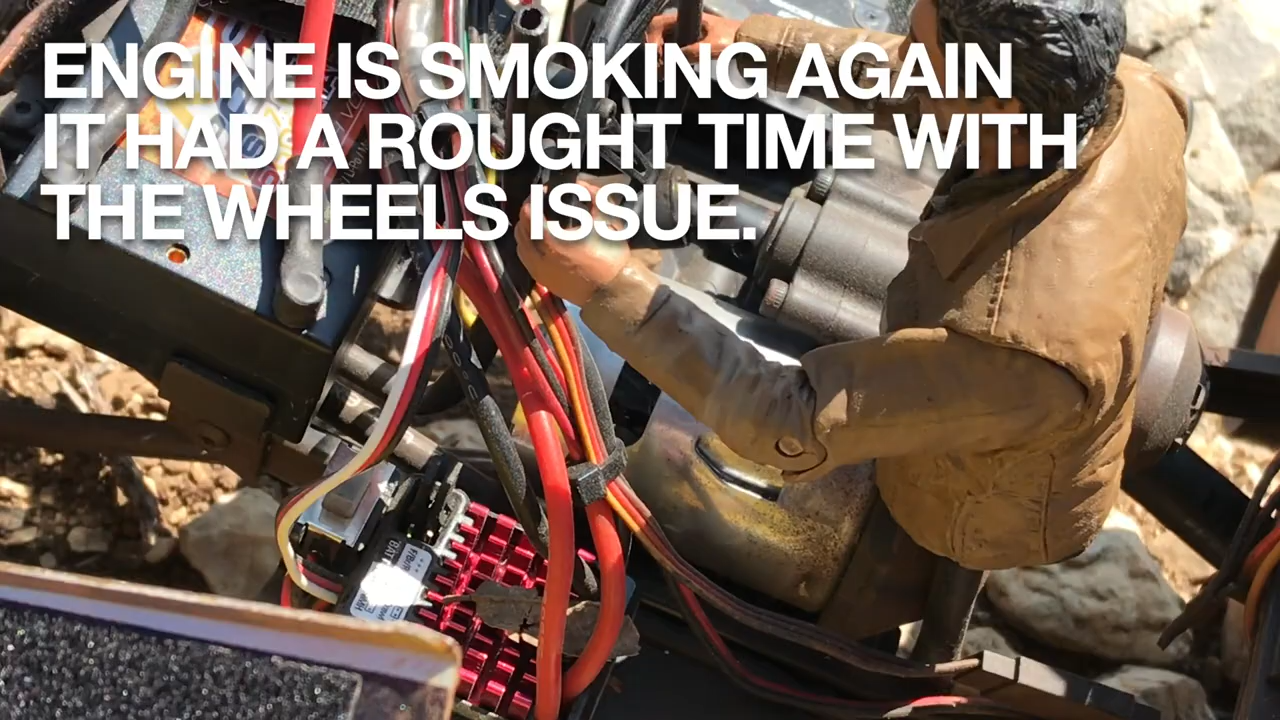 ENGINE IS SMOKING AGAIN
IT HAD A ROUGHT TIME WITH
THE WHEELS ISSUE.